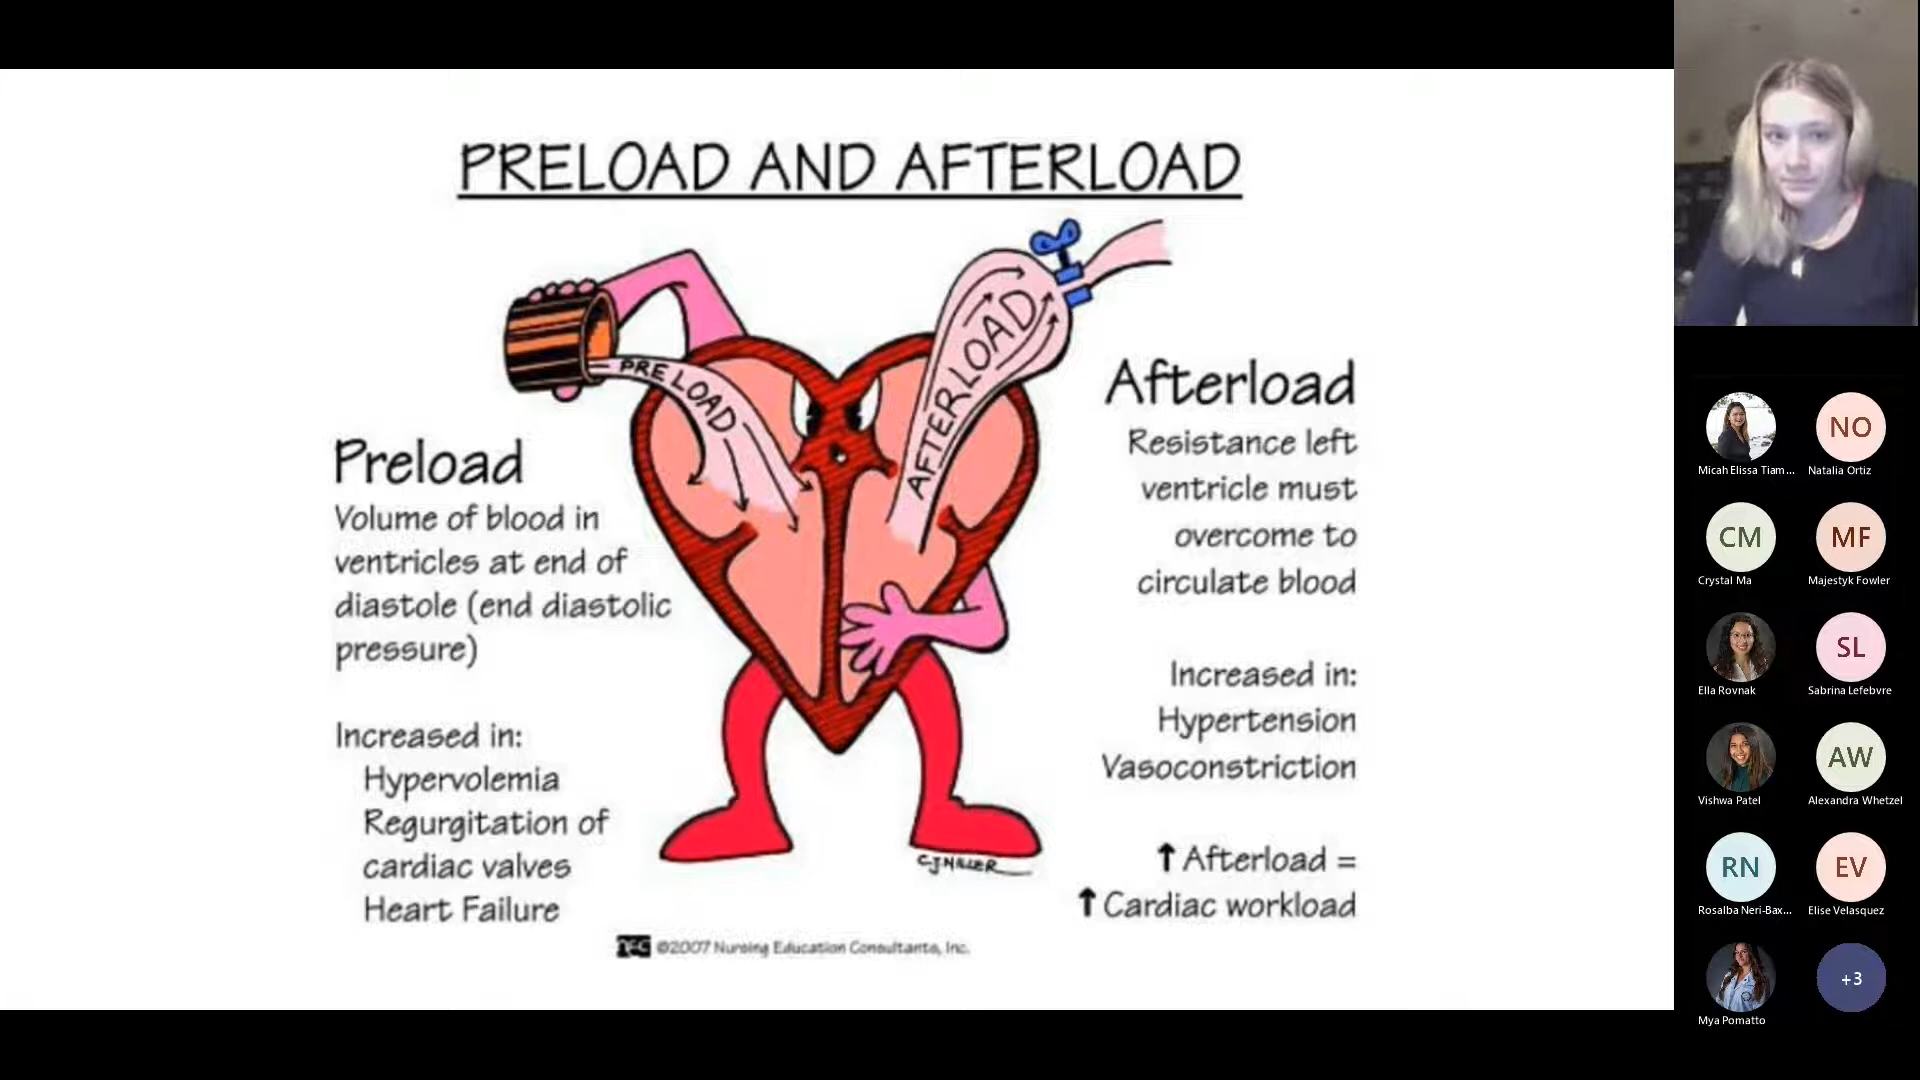 PRELOAD AND AFTERLOAD
PRELOAD
AFTERLOAD
Preload
Volume of blood in
ventricles at end of
diastole (end diastolic
pressure)
Increased in:
Hypervolemia
Regurgitation of
cardiac valves
Heart Failure
Afterload
Resistance left
ventricle must
overcome to
circulate blood
Increased in:
Hypertension
Vasoconstriction
↑ Afterload =
↑ Cardiac workload
CJMILLER
nec ©2007 Nursing Education Consultants, Inc.
Micah Elissa Tiam...
NO
Natalia Ortiz
CM
Crystal Ma
MF
Majestyk Fowler
Ella Rovnak
SL
Sabrina Lefebvre
Vishwa Patel
AW
Alexandra Whetzel
RN
Rosalba Neri-Bax...
EV
Elise Velasquez
Mya Pomatto
+3